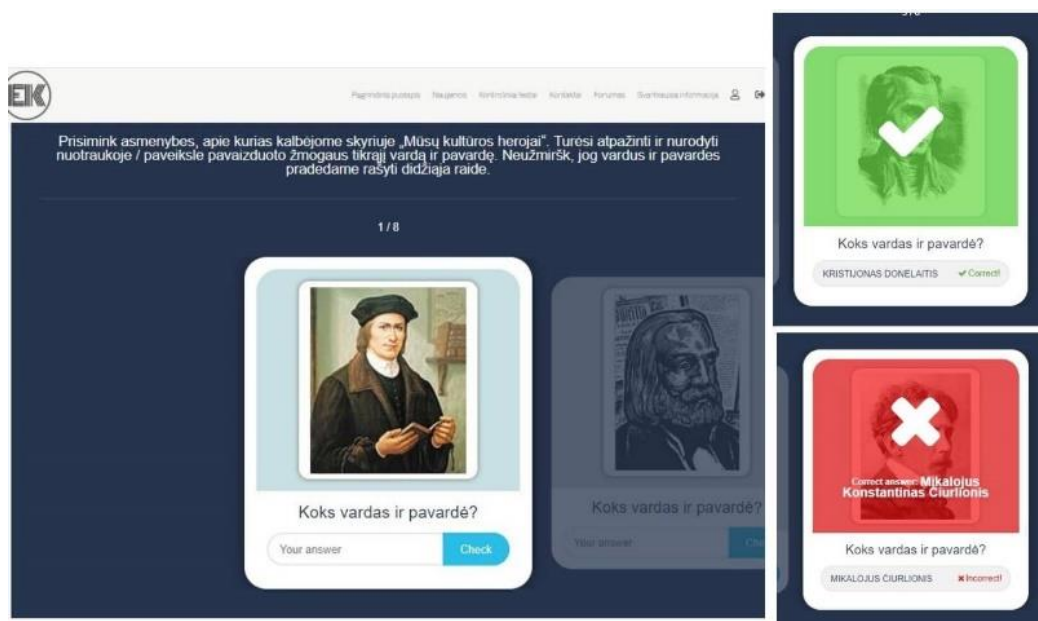 EIK
Pagrindinis puslapis Naujienos Kontroliniai testai Kontaktai Forumas Svarbiausia informacija
Prisimink asmenybes, apie kurias kalbėjome skyriuje „Mūsų kultūros herojai“. Turėsi atpažinti ir nurodyti
nuotraukoje / paveiksle pavaizduoto žmogaus tikrąjį vardą ir pavardę. Neužmiršk, jog vardus ir pavardes
pradedame rašyti didžiąja raide.
1 / 8
Koks vardas ir pavardė?
Your answer Check
Koks vardas ir pavardė?
Your answer
Koks vardas ir pavardė?
KRISTIJONAS DONELAITIS Correct!
Correct answer: Mikalojus
Konstantinas Čiurlionis
Koks vardas ir pavardė?
MIKALOJUS ČIURLIONIS Incorrect!